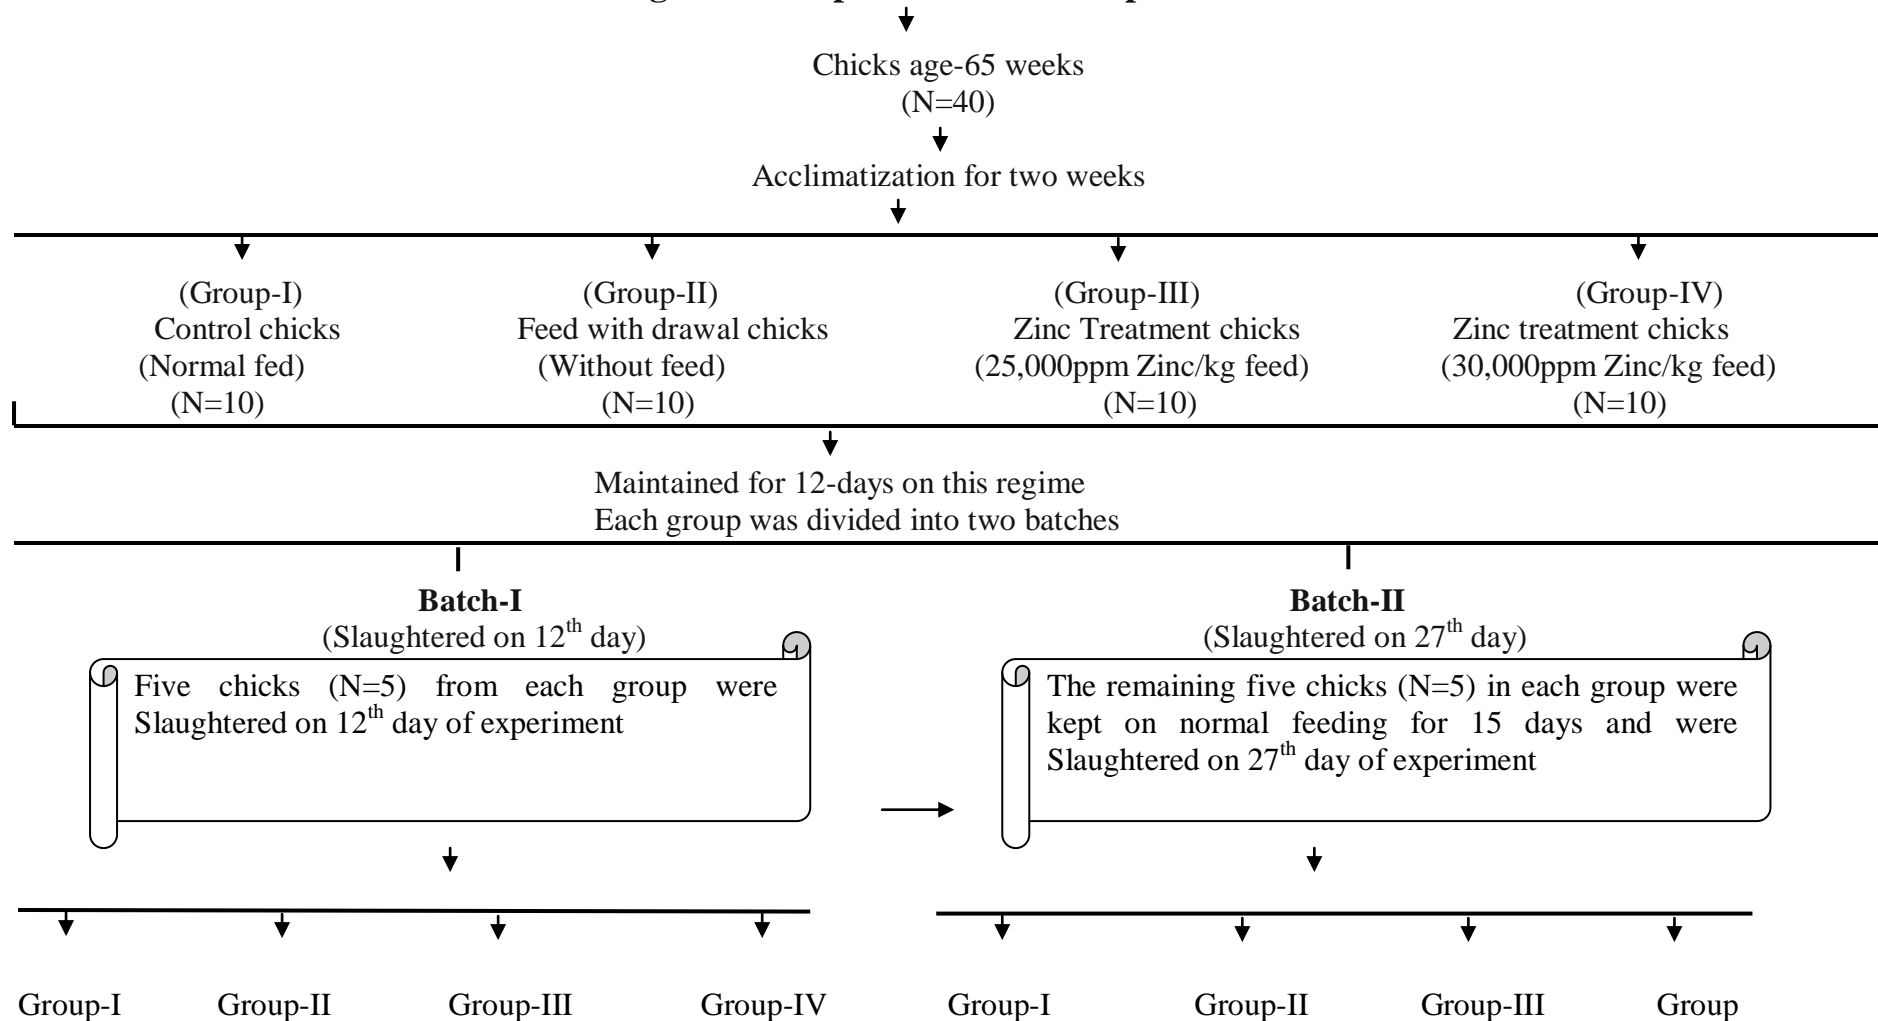 Chicks age-65 weeks
(N=40)
Acclimatization for two weeks
(Group-I)
Control chicks
(Normal fed)
(N=10)
(Group-II)
Feed with drawal chicks
(Without feed)
(N=10)
(Group-III)
Zinc Treatment chicks
(25,000ppm Zinc/kg feed)
(N=10)
(Group-IV)
Zinc treatment chicks
(30,000ppm Zinc/kg feed)
(N=10)
Maintained for 12-days on this regime
Each group was divided into two batches
Batch-I
(Slaughtered on 12th day)
Five chicks (N=5) from each group were
Slaughtered on 12th day of experiment
Batch-II
(Slaughtered on 27th day)
The remaining five chicks (N=5) in each group were
kept on normal feeding for 15 days and were
Slaughtered on 27th day of experiment
Group-I Group-II Group-III Group-IV
Group-I Group-II Group-III Group